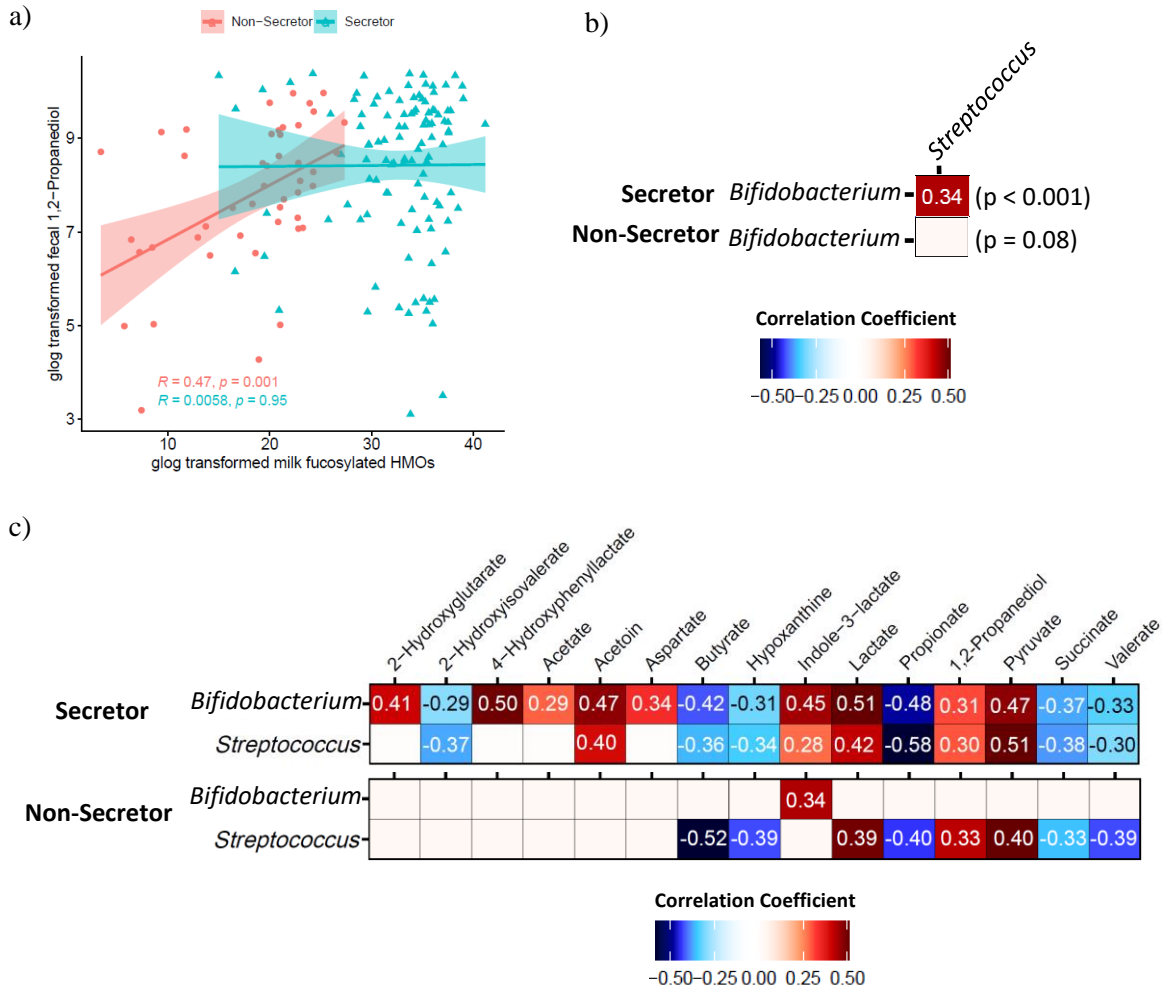 a)
Non−Secretor Secretor
glog transformed fecal 1,2−Propanediol
9
7
5
3
R = 0.47, p = 0.001
R = 0.0058, p = 0.95
10 20 30 40
glog transformed milk fucosylated HMOs
b)
Streptococcus
Secretor Bifidobacterium 0.34 (p < 0.001)
Non-Secretor Bifidobacterium (p = 0.08)
Correlation Coefficient
−0.50 −0.25 0.00 0.25 0.50
c)
2−Hydroxyglutarate
2−Hydroxyisovalerate
4−Hydroxyphenyllactate
Acetate
Acetoin
Aspartate
Butyrate
Hypoxanthine
Indole−3−lactate
Lactate
Propionate
1,2-Propanediol
Pyruvate
Succinate
Valerate
Secretor
Bifidobacterium 0.41 -0.29 0.50 0.29 0.47 0.34 -0.42 -0.31 0.45 0.51 -0.48 0.31 0.47 -0.37 -0.33
Streptococcus -0.37 0.40 -0.36 -0.34 0.28 0.42 -0.58 0.30 0.51 -0.38 -0.30
Non-Secretor
Bifidobacterium 0.34
Streptococcus -0.52 -0.39 0.39 -0.40 0.33 0.40 -0.33 -0.39
Correlation Coefficient
−0.50 −0.25 0.00 0.25 0.50